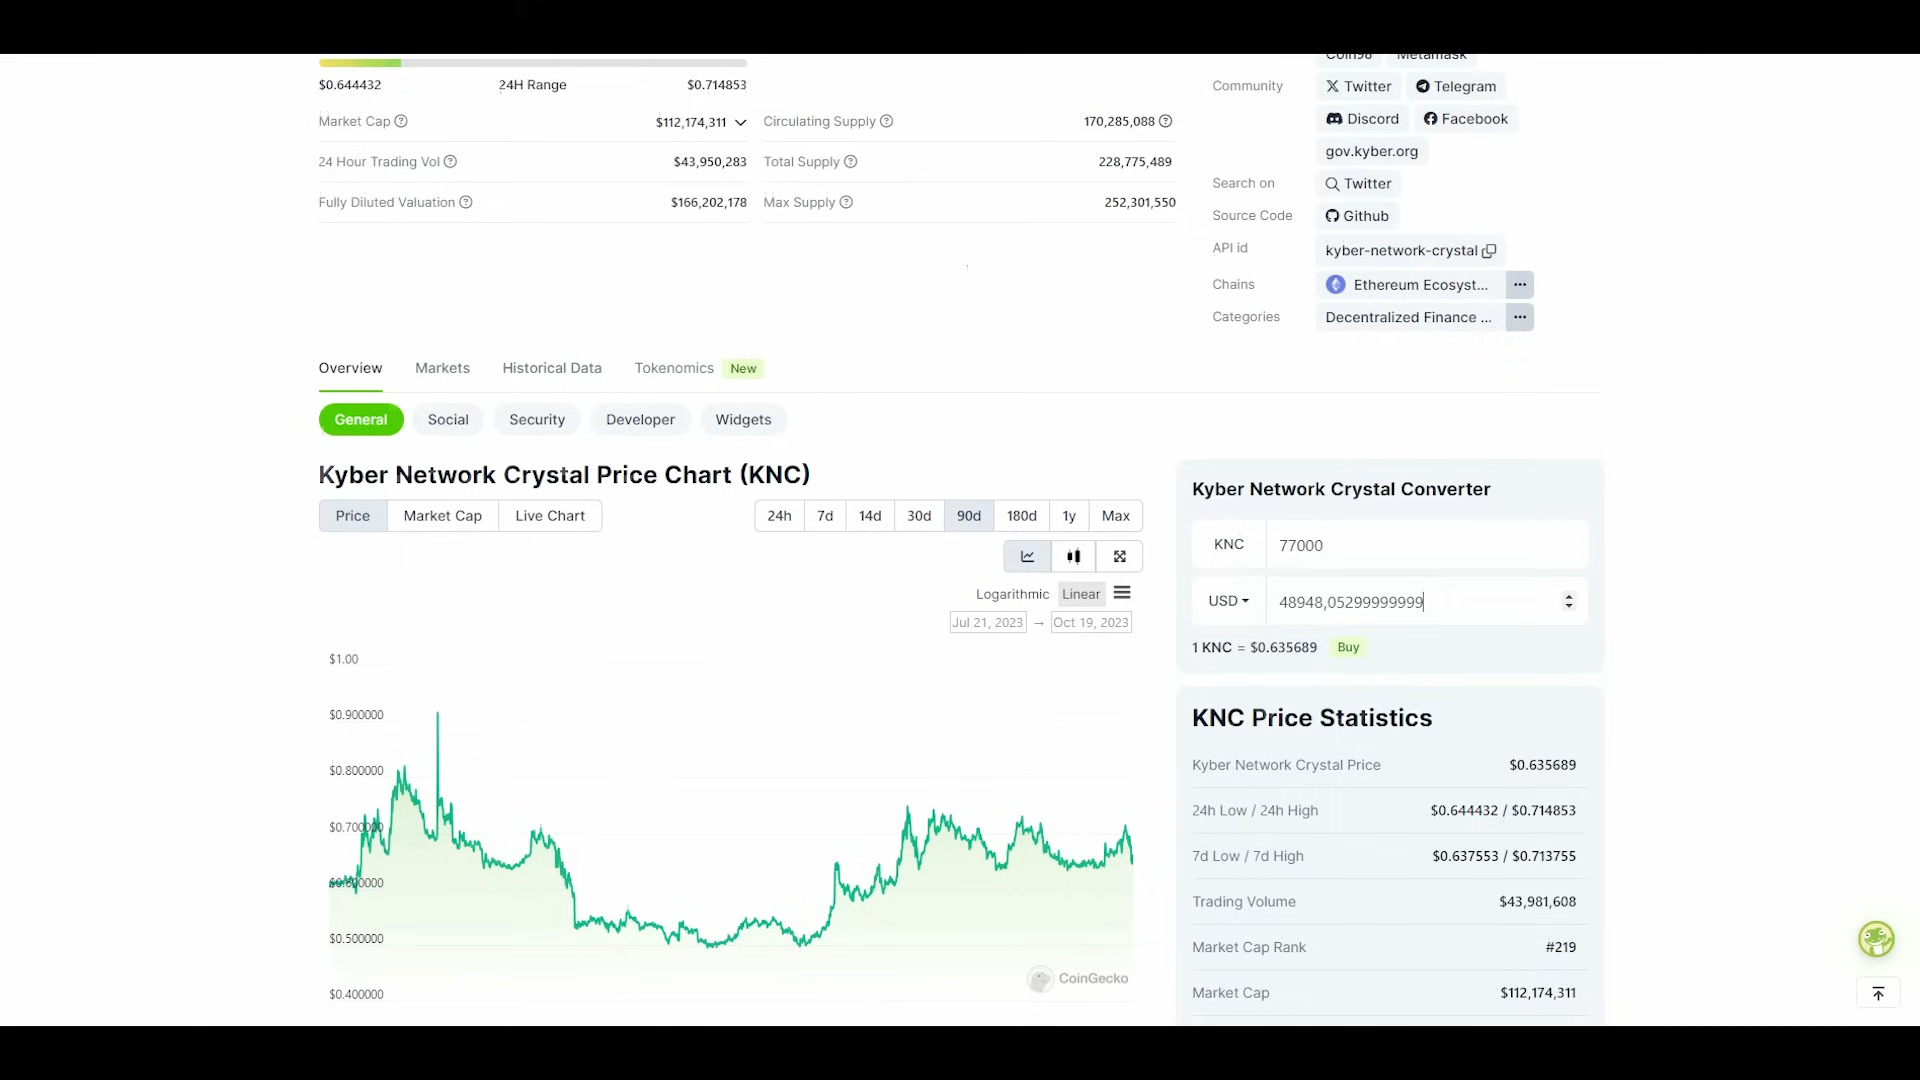 Coin98 Metamask
$0.644432 24H Range $0.714853
Community Twitter Telegram
Market Cap $112,174,311 Circulating Supply 170,285,088
Discord Facebook
gov.kyber.org
24 Hour Trading Vol $43,950,283 Total Supply 228,775,489
Search on Twitter
Fully Diluted Valuation $166,202,178 Max Supply 252,301,550
Source Code Github
API id kyber-network-crystal
Chains Ethereum Ecosyst... ...
Categories Decentralized Finance ... ...
Overview Markets Historical Data Tokenomics New
General Social Security Developer Widgets
Kyber Network Crystal Price Chart (KNC)
Price Market Cap Live Chart 24h 7d 14d 30d 90d 180d 1y Max
Logarithmic Linear
Jul 21, 2023 → Oct 19, 2023
$1.00
$0.900000
$0.800000
$0.700000
$0.600000
$0.500000
$0.400000
CoinGecko
Kyber Network Crystal Converter
KNC 77000
USD 48948,05299999999
1 KNC = $0.635689 Buy
KNC Price Statistics
Kyber Network Crystal Price $0.635689
24h Low / 24h High $0.644432 / $0.714853
7d Low / 7d High $0.637553 / $0.713755
Trading Volume $43,981,608
Market Cap Rank #219
Market Cap $112,174,311